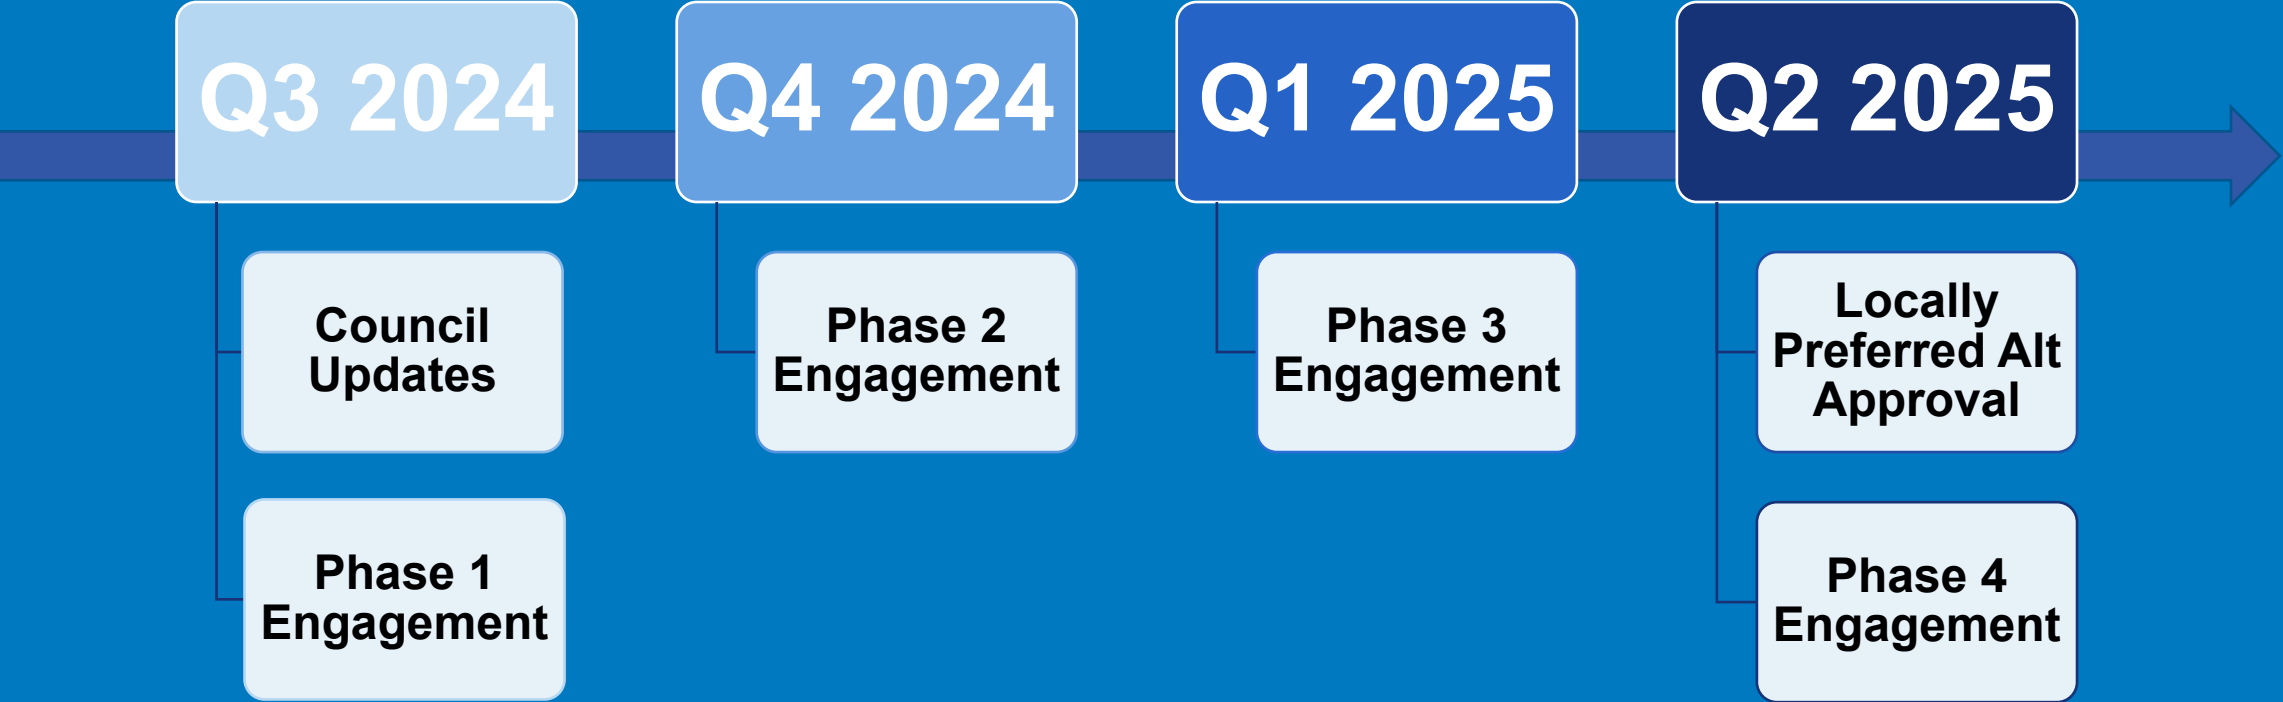 Q3 2024
Council
Updates
Phase 1
Engagement
Q4 2024
Phase 2
Engagement
Q1 2025
Phase 3
Engagement
Q2 2025
Locally
Preferred Alt
Approval
Phase 4
Engagement